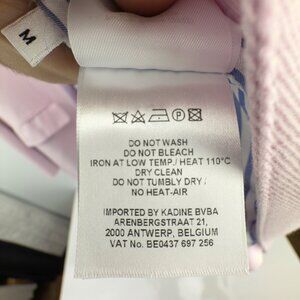 M
DO NOT WASH
DO NOT BLEACH
IRON AT LOW TEMP./ HEAT 110°C
DRY CLEAN
DO NOT TUMBLY DRY /
NO HEAT-AIR
IMPORTED BY KADINE BVBA
ARENBERGSTRAAT 21,
2000 ANTWERP, BELGIUM
VAT No. BE0437 697 256